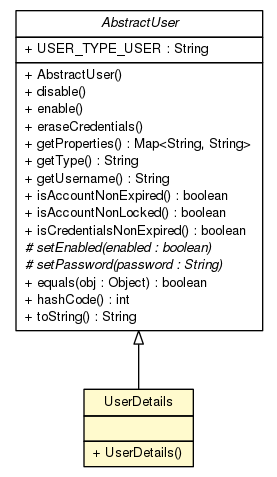 AbstractUser
+ USER_TYPE_USER : String
+ AbstractUser()
+ disable()
+ enable()
+ eraseCredentials()
+ getProperties() : Map<String, String>
+ getType() : String
+ getUsername() : String
+ isAccountNonExpired() : boolean
+ isAccountNonLocked() : boolean
+ isCredentialsNonExpired() : boolean
# setEnabled(enabled : boolean)
# setPassword(password : String)
+ equals(obj : Object) : boolean
+ hashCode() : int
+ toString() : String
UserDetails
+ UserDetails()